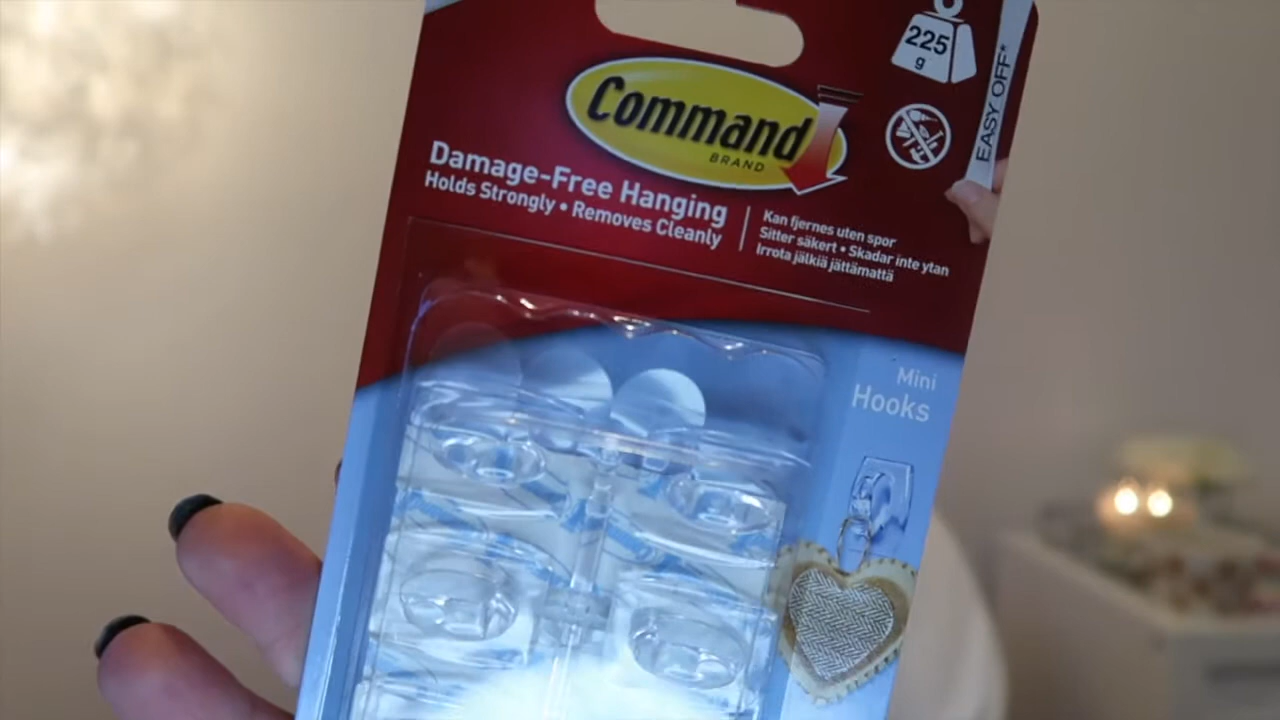 225
g
EASY OFF*
Command
BRAND
Damage-Free Hanging
Holds Strongly • Removes Cleanly
Kan fjernes uten spor
Sitter säkert • Skadar inte ytan
Irrota jälkiä jättämättä
Mini
Hooks